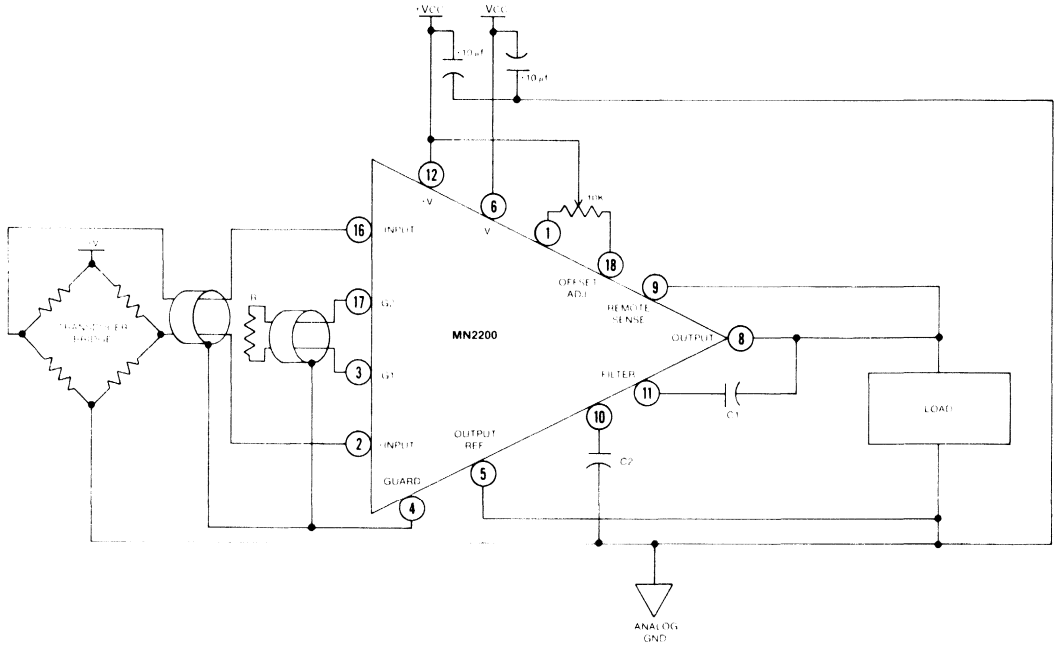 +VCC
VCC
10µf
10µf
12
+V
6
V
10K
1
18
OFFSET
ADJ.
9
REMOTE
SENSE
16
INPUT
+V
R
17
G2
TRANSDUCER
BRIDGE
MN2200
OUTPUT
8
3
G1
FILTER
11
C1
LOAD
10
C2
OUTPUT
REF
5
2
INPUT
GUARD
4
ANALOG
GND